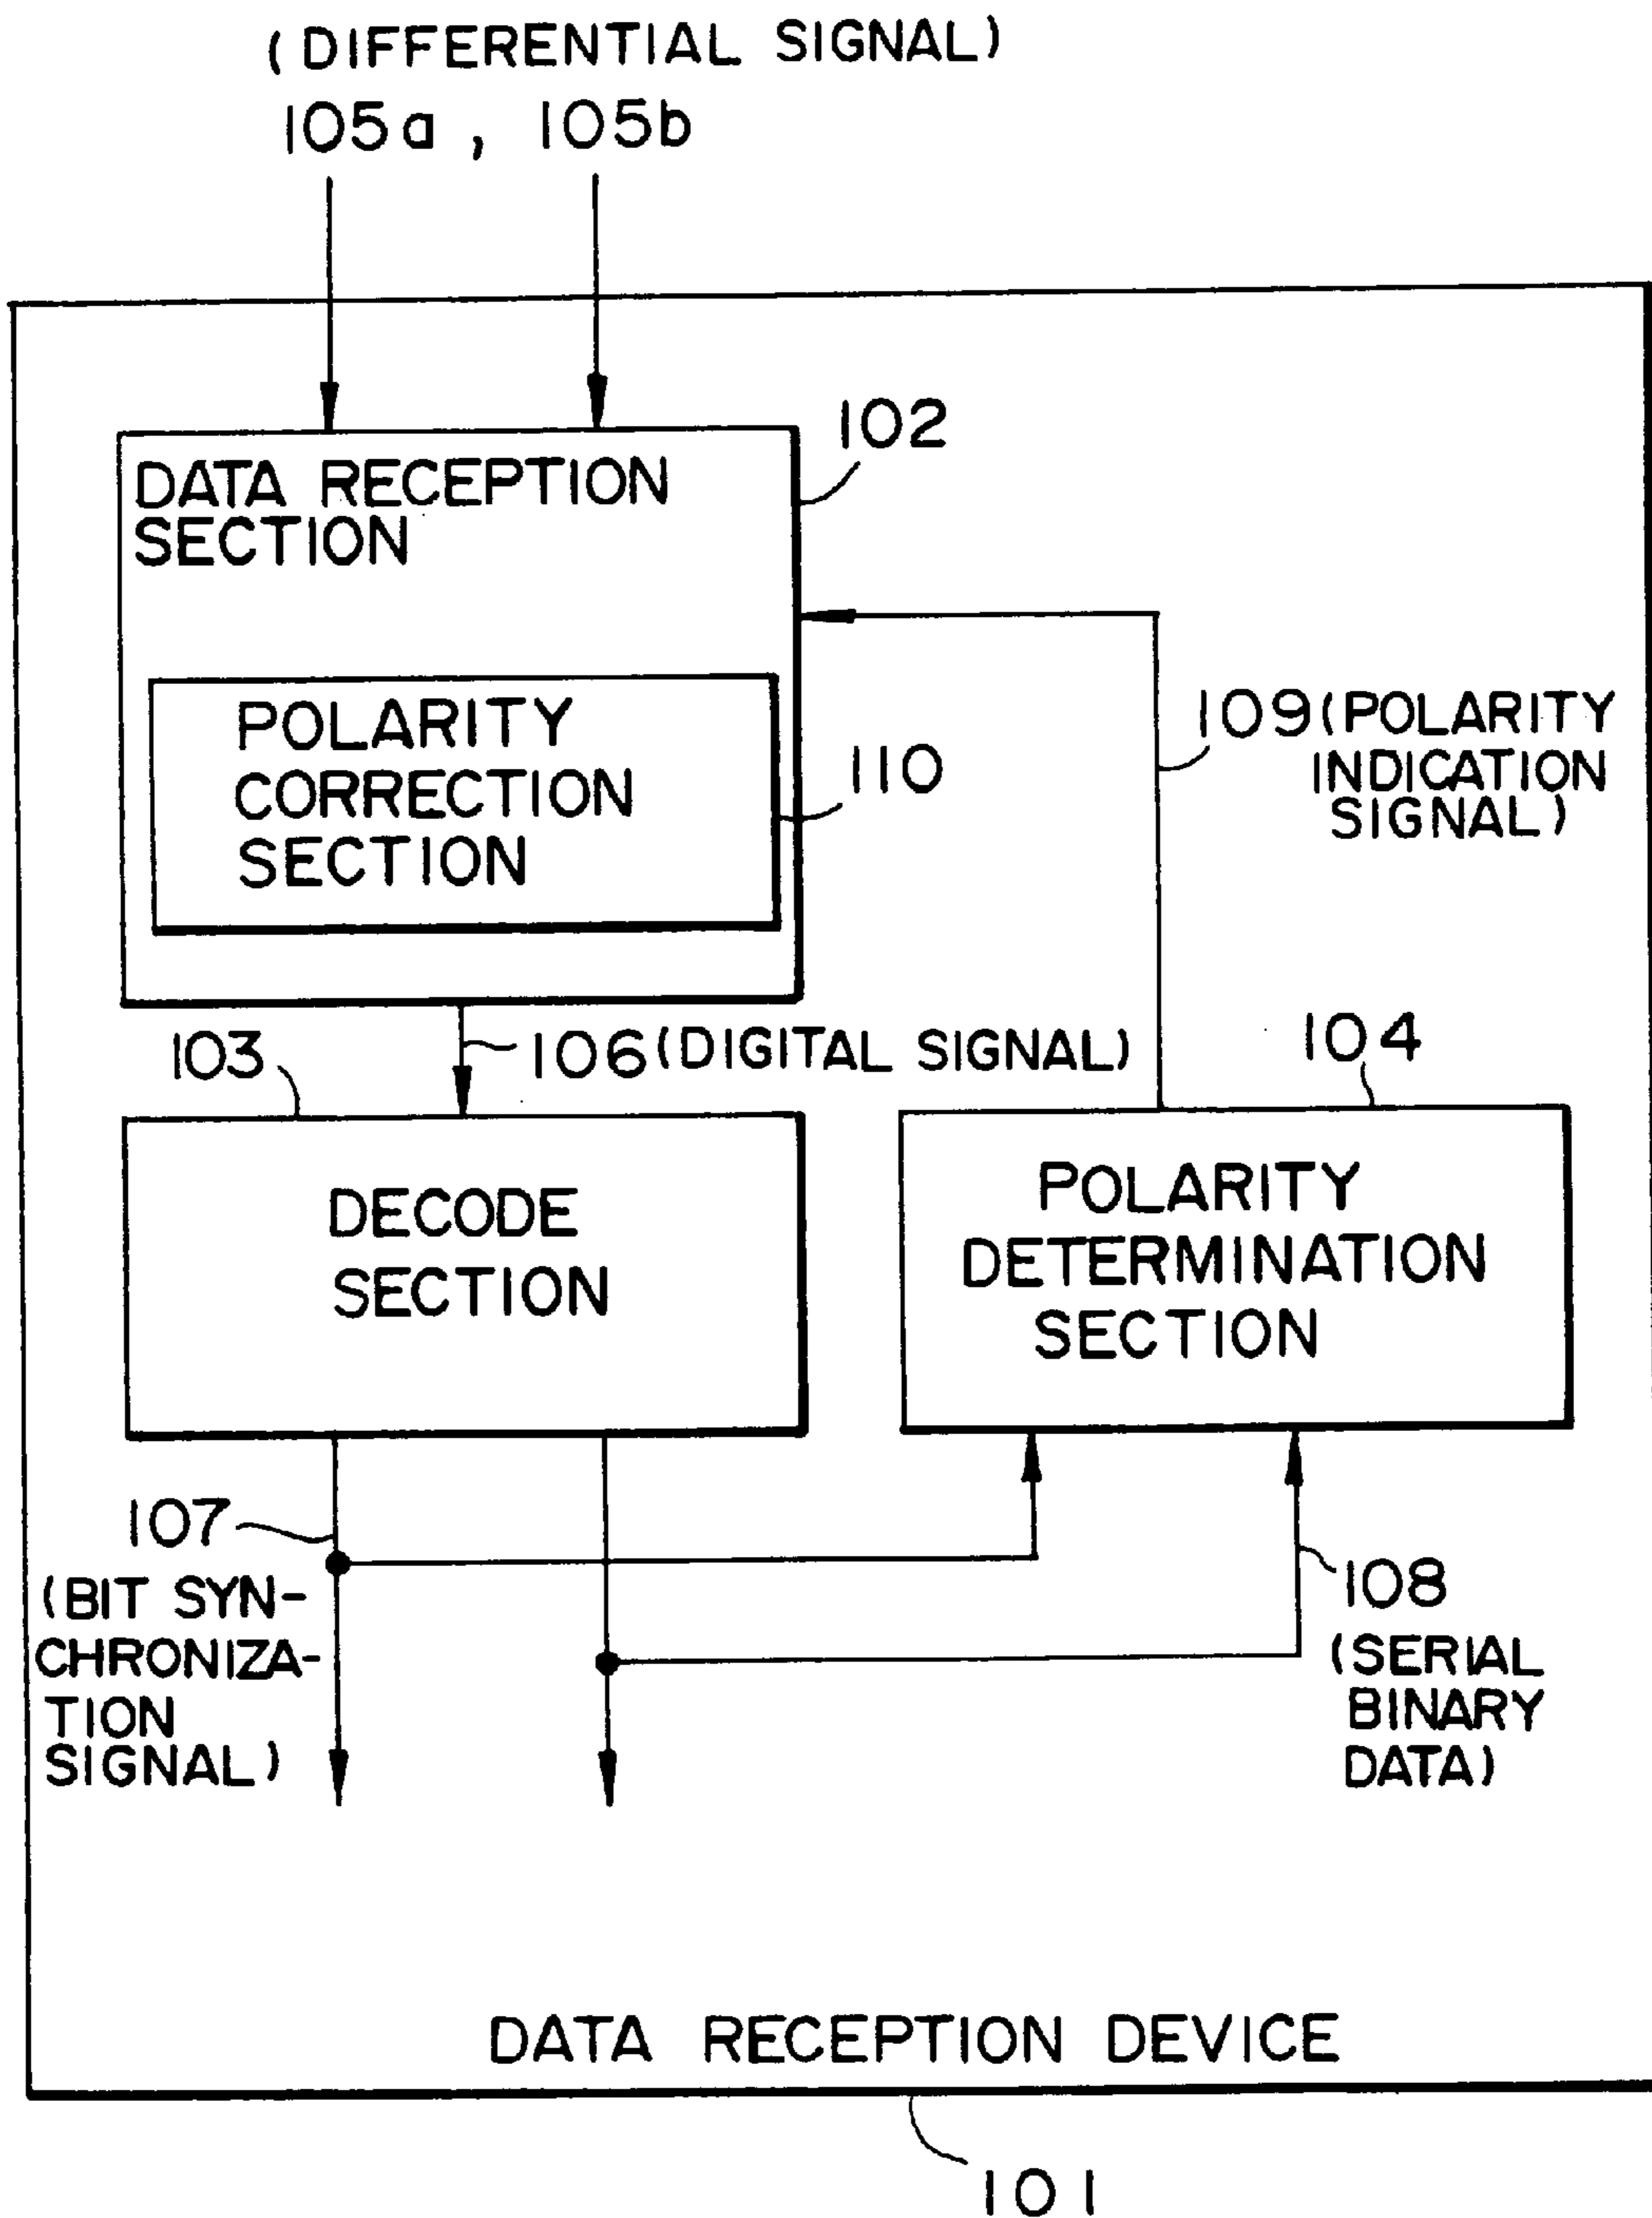 (DIFFERENTIAL SIGNAL)
105a, 105b
102
DATA RECEPTION
SECTION
109(POLARITY
INDICATION
SIGNAL)
POLARITY
CORRECTION
SECTION
110
103
106(DIGITAL SIGNAL)
104
DECODE
SECTION
POLARITY
DETERMINATION
SECTION
107
(BIT SYN-
CHRONIZA-
TION
SIGNAL)
108
(SERIAL
BINARY
DATA)
DATA RECEPTION DEVICE
101